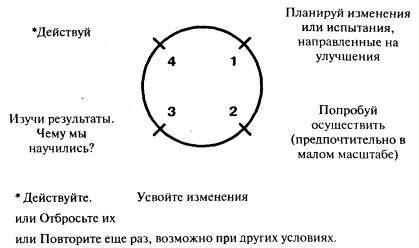 *Действуй
Планируй изменения
или испытания,
направленные на
улучшения
4
1
3
2
Изучи результаты.
Чему мы
научились?
Попробуй
осуществить
(предпочтительно в
малом масштабе)
* Действуйте. Усвойте изменения
или Отбросьте их
или Повторите еще раз, возможно при других условиях.